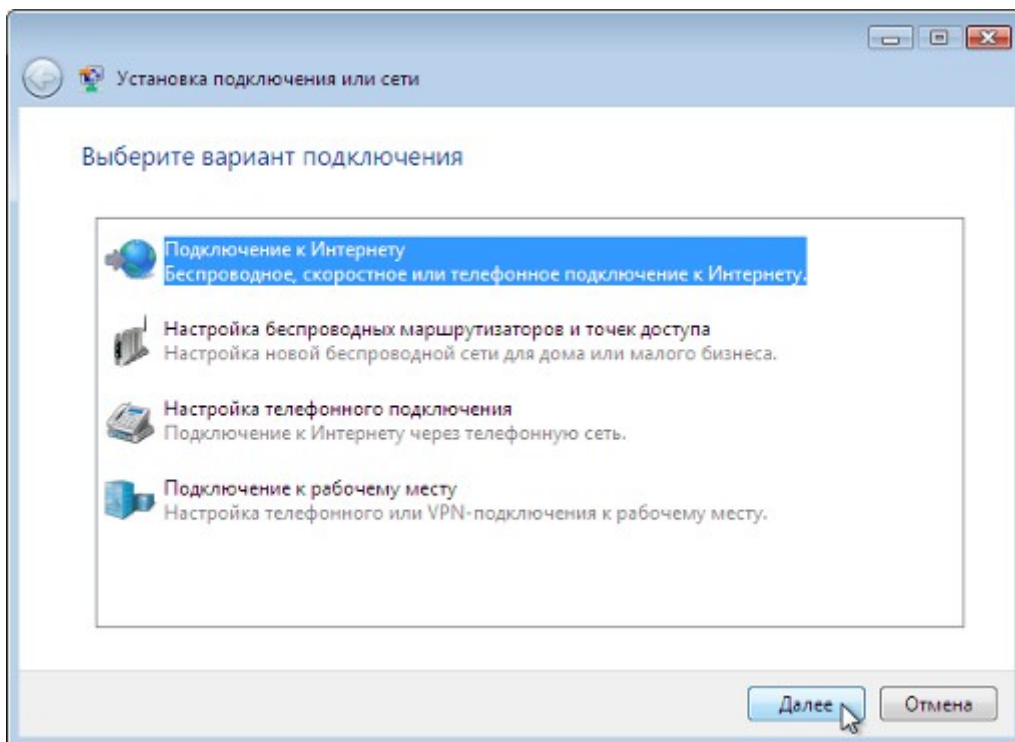 Установка подключения или сети
Выберите вариант подключения
Подключение к Интернету
Беспроводное, скоростное или телефонное подключение к Интернету.
Настройка беспроводных маршрутизаторов и точек доступа
Настройка новой беспроводной сети для дома или малого бизнеса.
Настройка телефонного подключения
Подключение к Интернету через телефонную сеть.
Подключение к рабочему месту
Настройка телефонного или VPN-подключения к рабочему месту.
Далее
Отмена